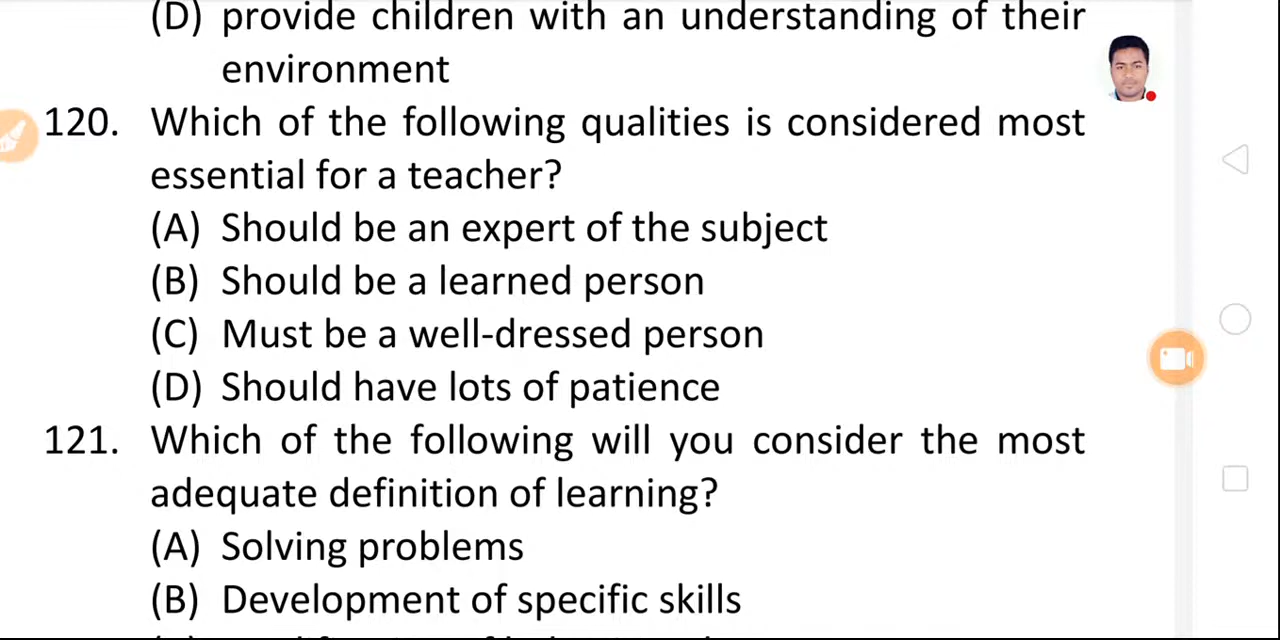 (D) provide children with an understanding of their
environment
120. Which of the following qualities is considered most
essential for a teacher?
(A) Should be an expert of the subject
(B) Should be a learned person
(C) Must be a well-dressed person
(D) Should have lots of patience
121. Which of the following will you consider the most
adequate definition of learning?
(A) Solving problems
(B) Development of specific skills